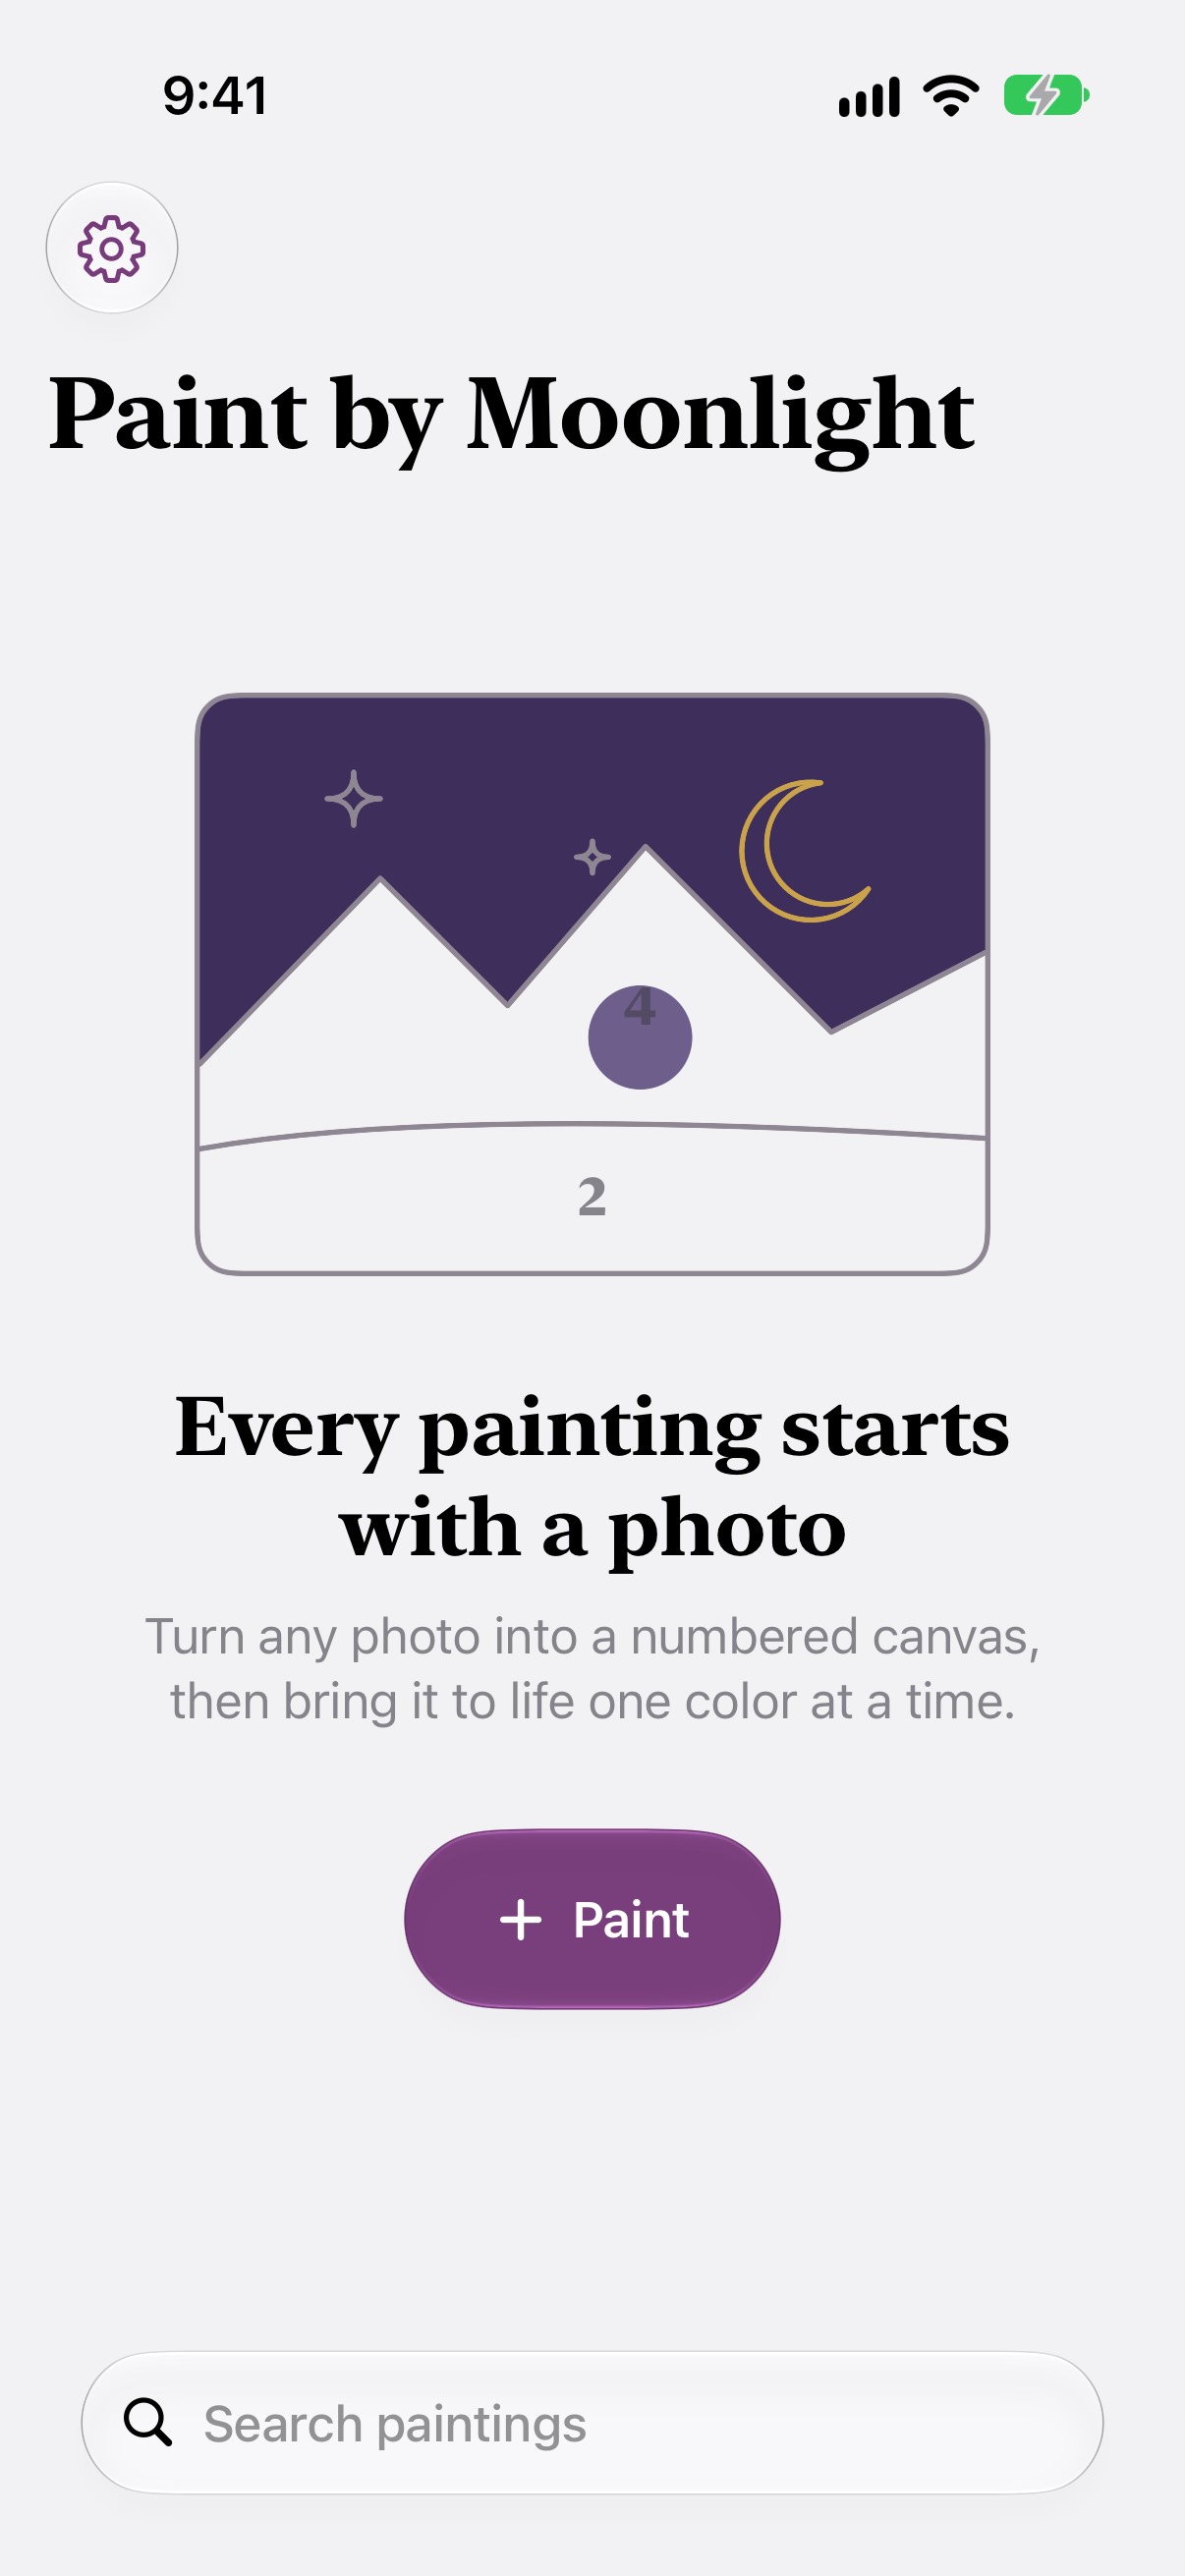 9:41
Paint by Moonlight
4
2
Every painting starts
with a photo
Turn any photo into a numbered canvas,
then bring it to life one color at a time.
+ Paint
Search paintings